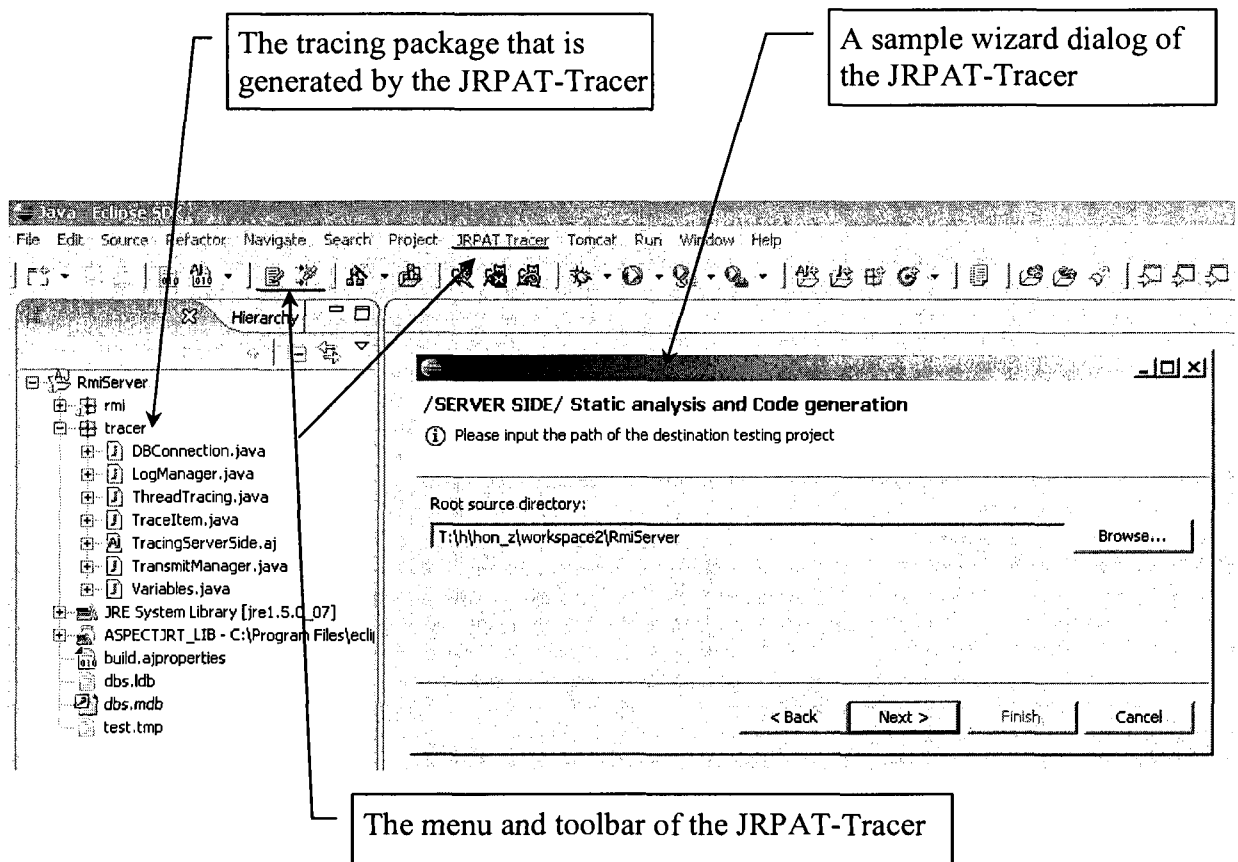 The tracing package that is
generated by the JRPAT-Tracer
A sample wizard dialog of
the JRPAT-Tracer
Java - Eclipse SDK
File Edit Source Refactor Navigate Search Project JRPAT Tracer Tomcat Run Window Help
Hierarchy
RmiServer
rmi
tracer
DBConnection.java
LogManager.java
ThreadTracing.java
TraceItem.java
TracingServerSide.aj
TransmitManager.java
Variables.java
JRE System Library [jre1.5.0_07]
ASPECTJRT_LIB - C:\Program Files\eclip
build.ajproperties
dbs.ldb
dbs.mdb
test.tmp
/SERVER SIDE/ Static analysis and Code generation
Please input the path of the destination testing project
Root source directory:
T:\h\hon_z\workspace2\RmiServer
Browse...
< Back Next > Finish Cancel
The menu and toolbar of the JRPAT-Tracer